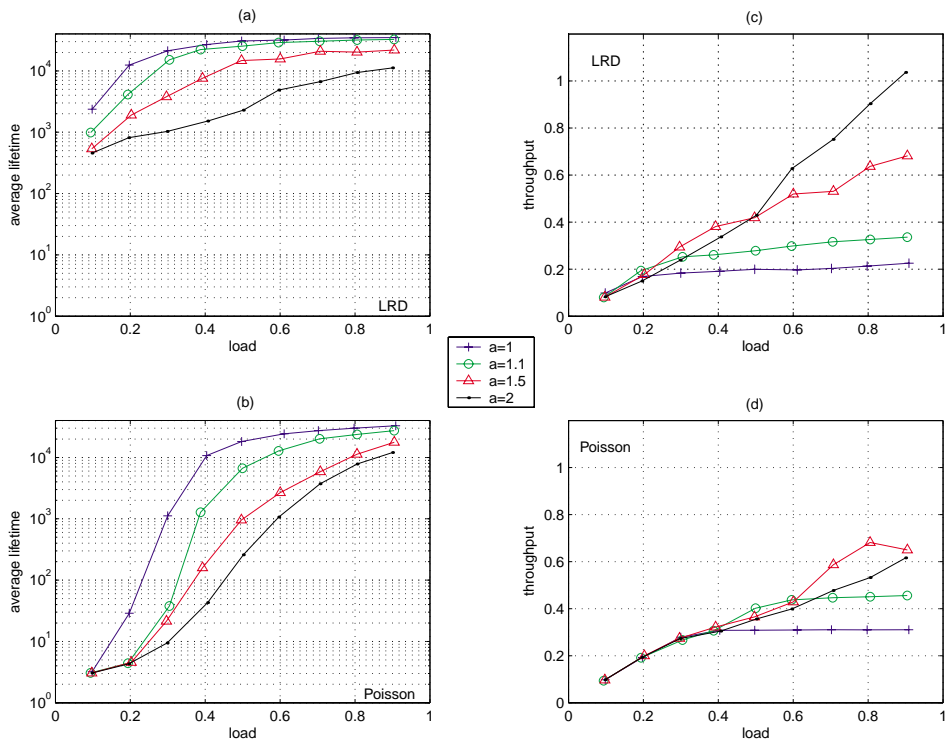 (a)
average lifetime
10^4
10^3
10^2
10^1
10^0
LRD
0 0.2 0.4 0.6 0.8 1
load
(c)
throughput
1
0.8
0.6
0.4
0.2
0
LRD
0 0.2 0.4 0.6 0.8 1
load
a=1
a=1.1
a=1.5
a=2
(b)
average lifetime
10^4
10^3
10^2
10^1
10^0
Poisson
0 0.2 0.4 0.6 0.8 1
load
(d)
throughput
1
0.8
0.6
0.4
0.2
0
Poisson
0 0.2 0.4 0.6 0.8 1
load